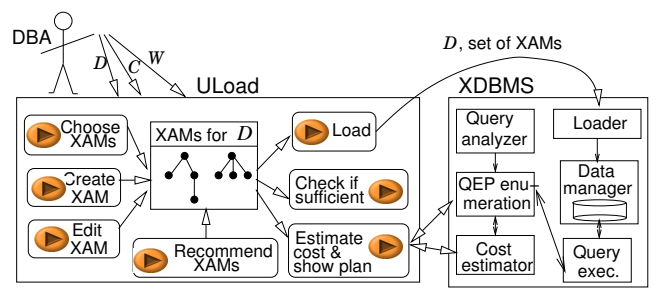 DBA
D
C
W
D, set of XAMs
ULoad
XDBMS
Choose
XAMs
Create
XAM
Edit
XAM
XAMs for D
Recommend
XAMs
Load
Check if
sufficient
Estimate
cost &
show plan
Query
analyzer
QEP enu-
meration
Cost
estimator
Loader
Data
manager
Query
exec.